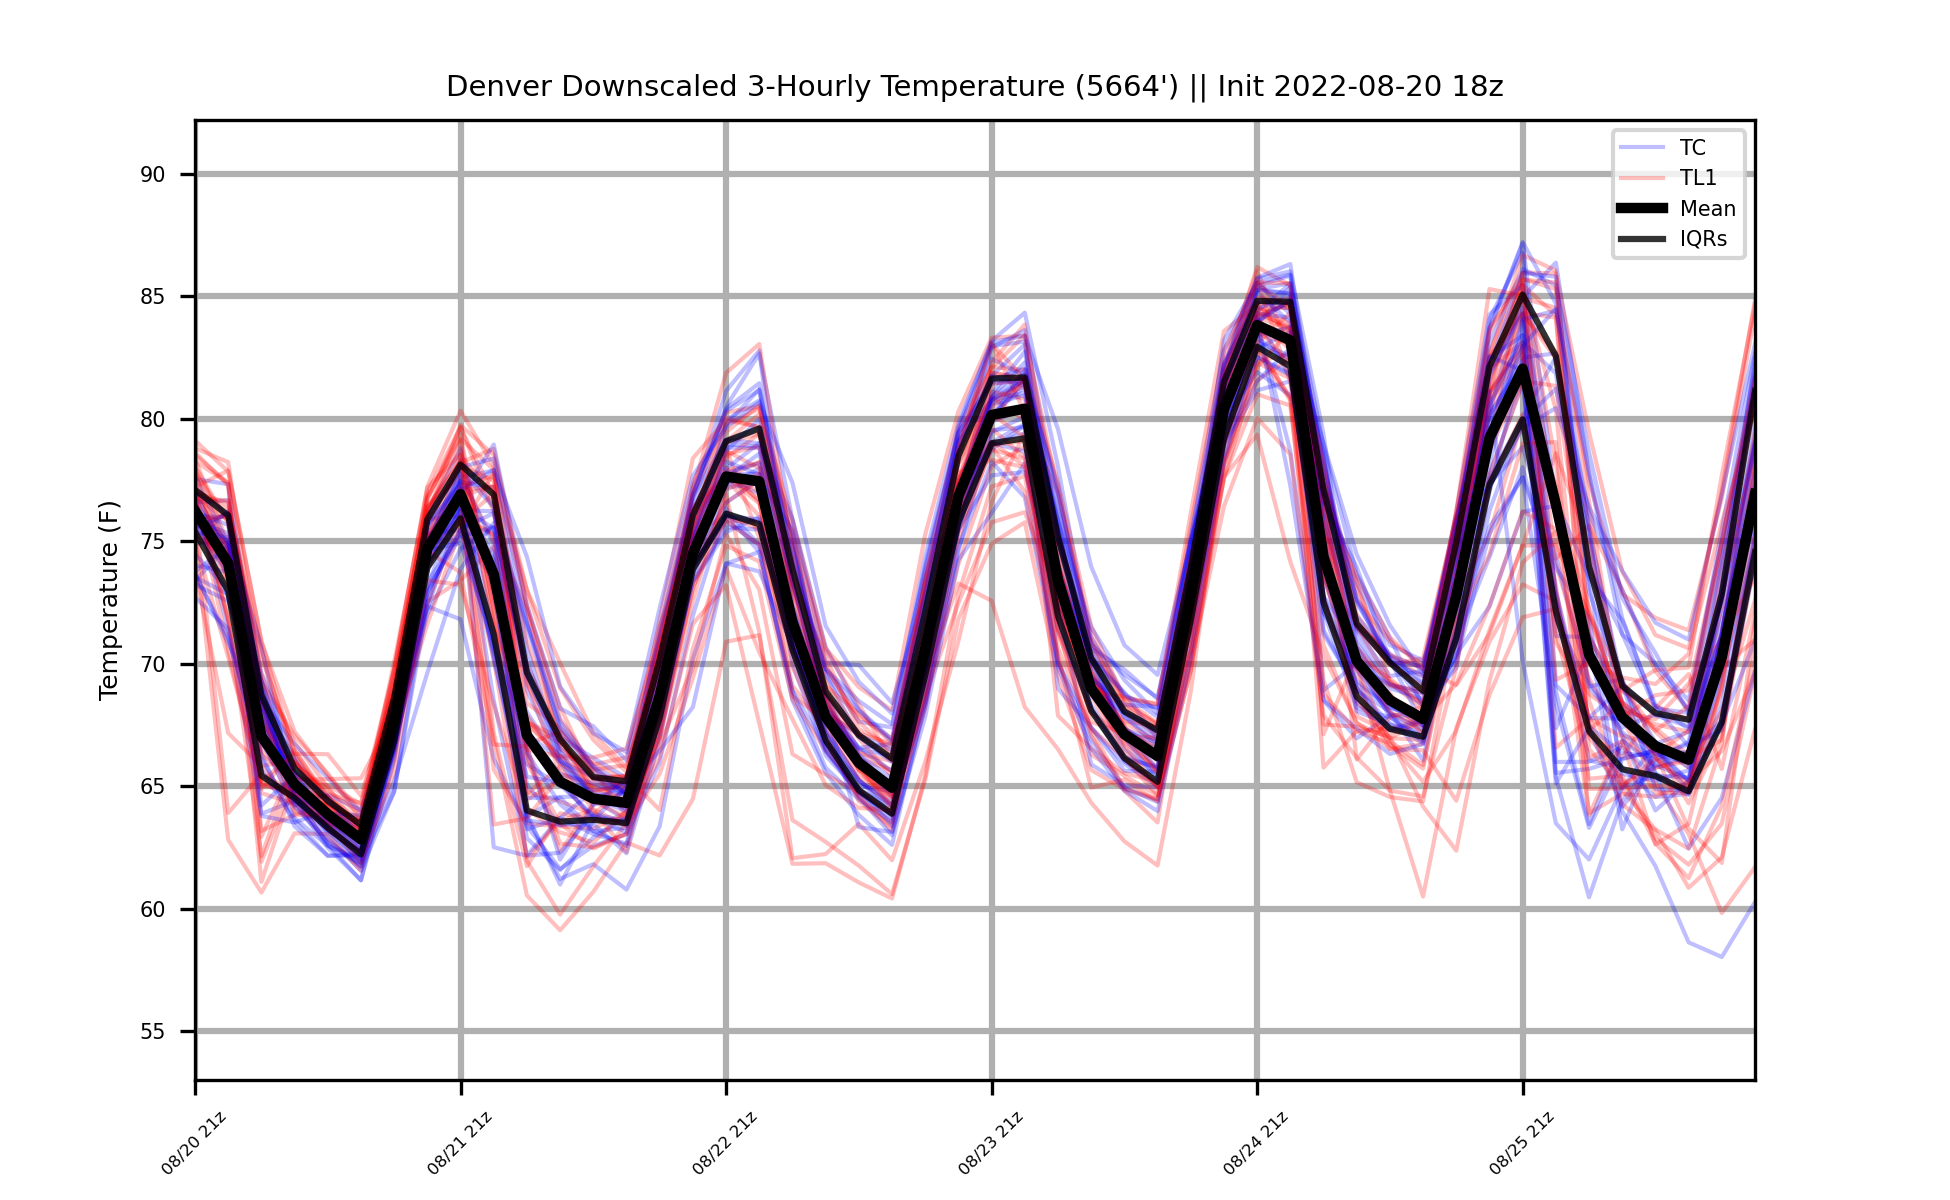 Denver Downscaled 3-Hourly Temperature (5664') || Init 2022-08-20 18z
TC
TL1
Mean
IQRs
Temperature (F)
90
85
80
75
70
65
60
55
08/20 21z
08/21 21z
08/22 21z
08/23 21z
08/24 21z
08/25 21z